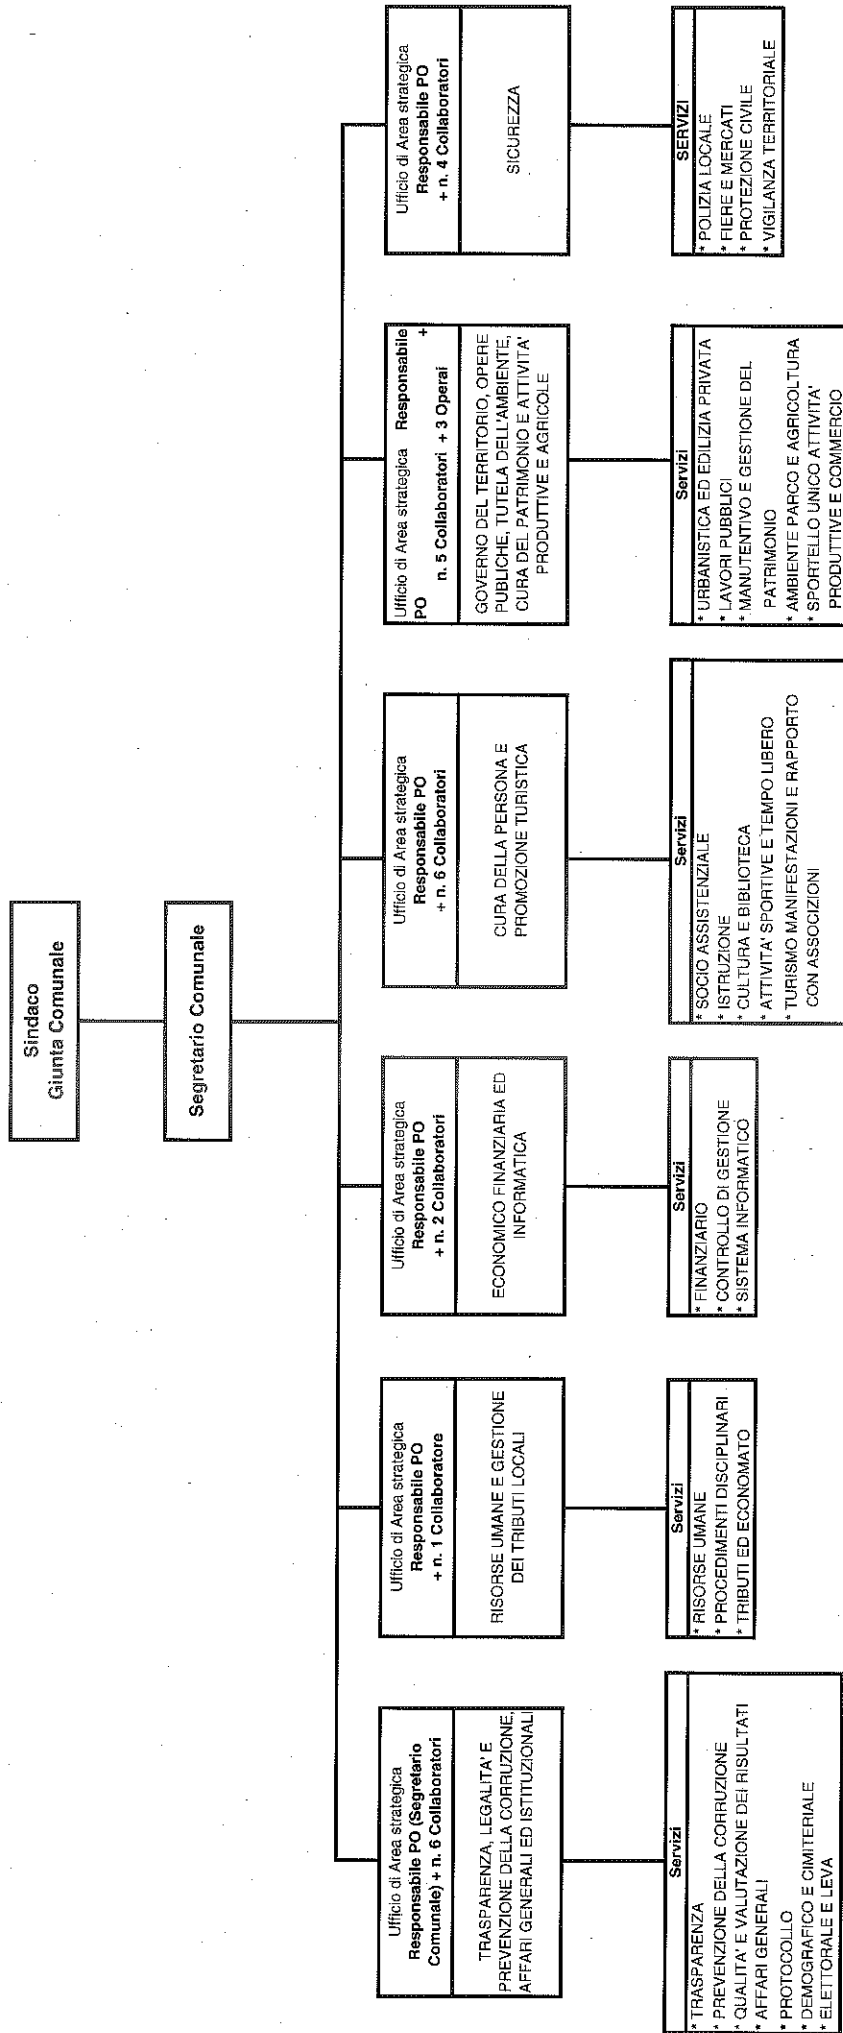 Sindaco
Giunta Comunale
Segretario Comunale
Ufficio di Area strategica
Responsabile PO (Segretario
Comunale) + n. 6 Collaboratori
TRASPARENZA, LEGALITA' E
PREVENZIONE DELLA CORRUZIONE,
AFFARI GENERALI ED ISTITUZIONALI
Servizi
* TRASPARENZA
* PREVENZIONE DELLA CORRUZIONE
* QUALITA' E VALUTAZIONE DEI RISULTATI
* AFFARI GENERALI
* PROTOCOLLO
* DEMOGRAFICO E CIMITERIALE
* ELETTORALE E LEVA
Ufficio di Area strategica
Responsabile PO
+ n. 1 Collaboratore
RISORSE UMANE E GESTIONE
DEI TRIBUTI LOCALI
Servizi
* RISORSE UMANE
* PROCEDIMENTI DISCIPLINARI
* TRIBUTI ED ECONOMATO
Ufficio di Area strategica
Responsabile PO
+ n. 2 Collaboratori
ECONOMICO FINANZIARIA ED
INFORMATICA
Servizi
* FINANZIARIO
* CONTROLLO DI GESTIONE
* SISTEMA INFORMATICO
Ufficio di Area strategica
Responsabile PO
+ n. 6 Collaboratori
CURA DELLA PERSONA E
PROMOZIONE TURISTICA
Servizi
* SOCIO ASSISTENZIALE
* ISTRUZIONE
* CULTURA E BIBLIOTECA
* ATTIVITA' SPORTIVE E TEMPO LIBERO
* TURISMO MANIFESTAZIONI E RAPPORTO
CON ASSOCIZIONI
Ufficio di Area strategica Responsabile
PO +
n. 5 Collaboratori + 3 Operai
GOVERNO DEL TERRITORIO, OPERE
PUBLICHE, TUTELA DELL'AMBIENTE,
CURA DEL PATRIMONIO E ATTIVITA'
PRODUTTIVE E AGRICOLE
Servizi
* URBANISTICA ED EDILIZIA PRIVATA
* LAVORI PUBBLICI
* MANUTENTIVO E GESTIONE DEL
PATRIMONIO
* AMBIENTE PARCO E AGRICOLTURA
* SPORTELLO UNICO ATTIVITA'
PRODUTTIVE E COMMERCIO
Ufficio di Area strategica
Responsabile PO
+ n. 4 Collaboratori
SICUREZZA
SERVIZI
* POLIZIA LOCALE
* FIERE E MERCATI
* PROTEZIONE CIVILE
* VIGILANZA TERRITORIALE